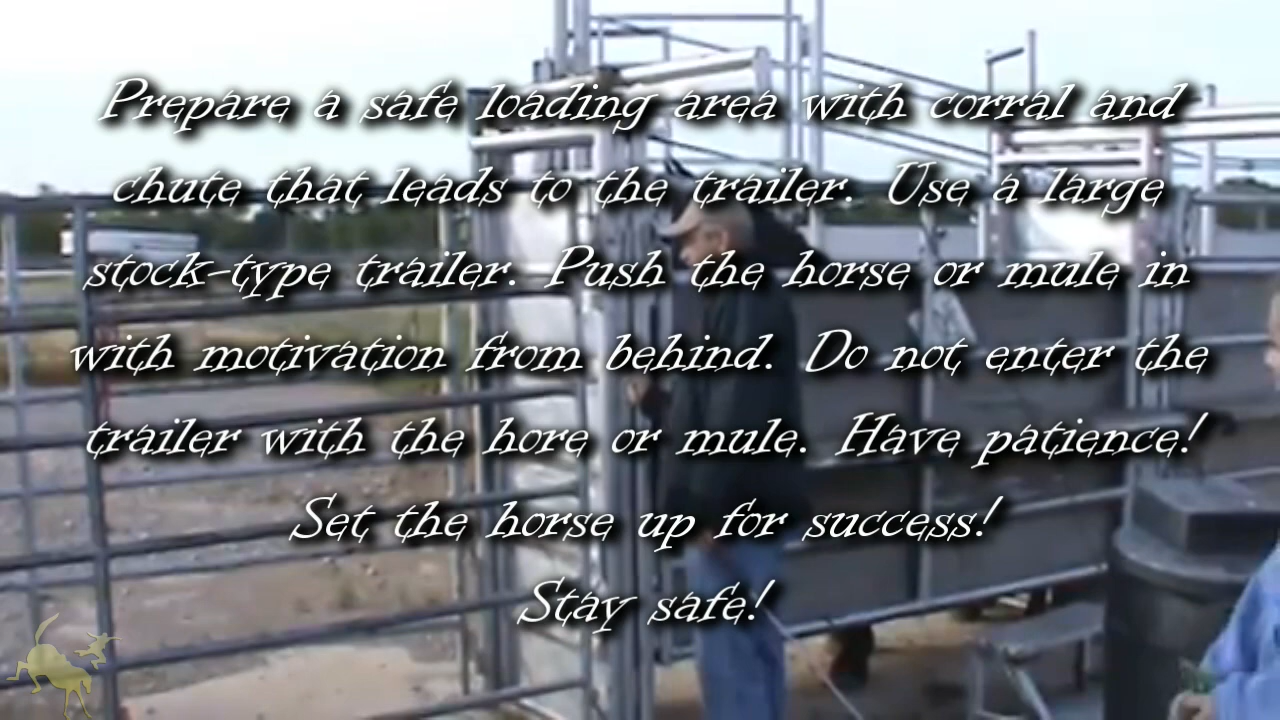 Prepare a safe loading area with corral and
chute that leads to the trailer. Use a large
stock-type trailer. Push the horse or mule in
with motivation from behind. Do not enter the
trailer with the hore or mule. Have patience!
Set the horse up for success!
Stay safe!